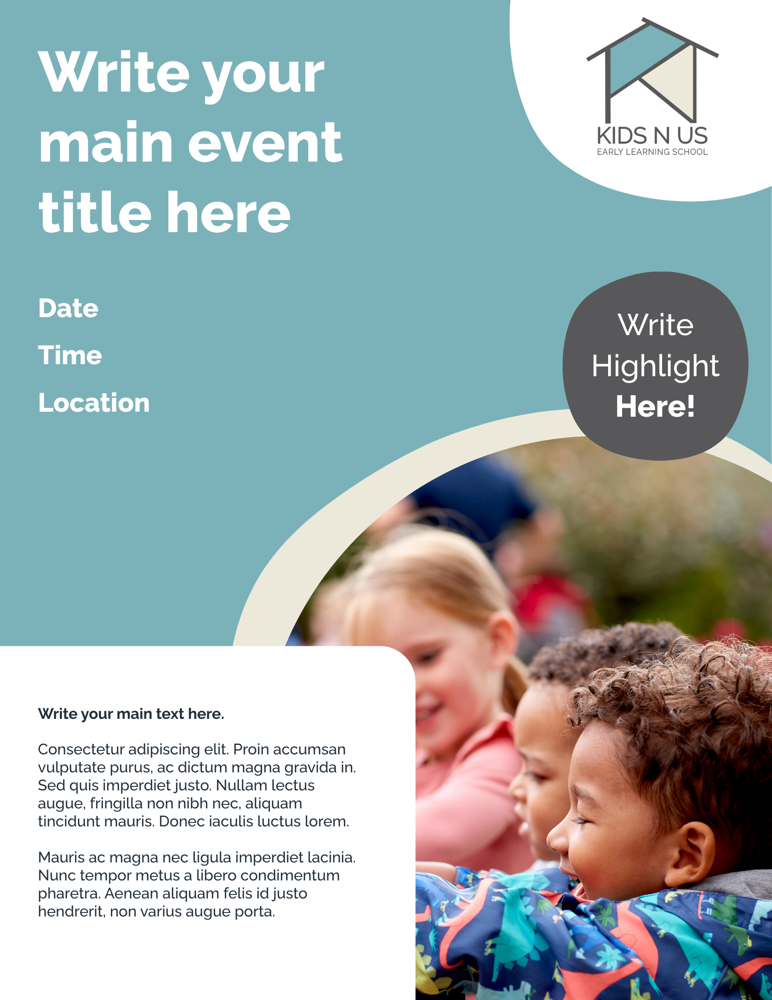 Write your
main event
title here
KIDS N US
EARLY LEARNING SCHOOL
Date
Time
Location
Write
Highlight
Here!
Write your main text here.
Consectetur adipiscing elit. Proin accumsan
vulputate purus, ac dictum magna gravida in.
Sed quis imperdiet justo. Nullam lectus
augue, fringilla non nibh nec, aliquam
tincidunt mauris. Donec iaculis luctus lorem.
Mauris ac magna nec ligula imperdiet lacinia.
Nunc tempor metus a libero condimentum
pharetra. Aenean aliquam felis id justo
hendrerit, non varius augue porta.